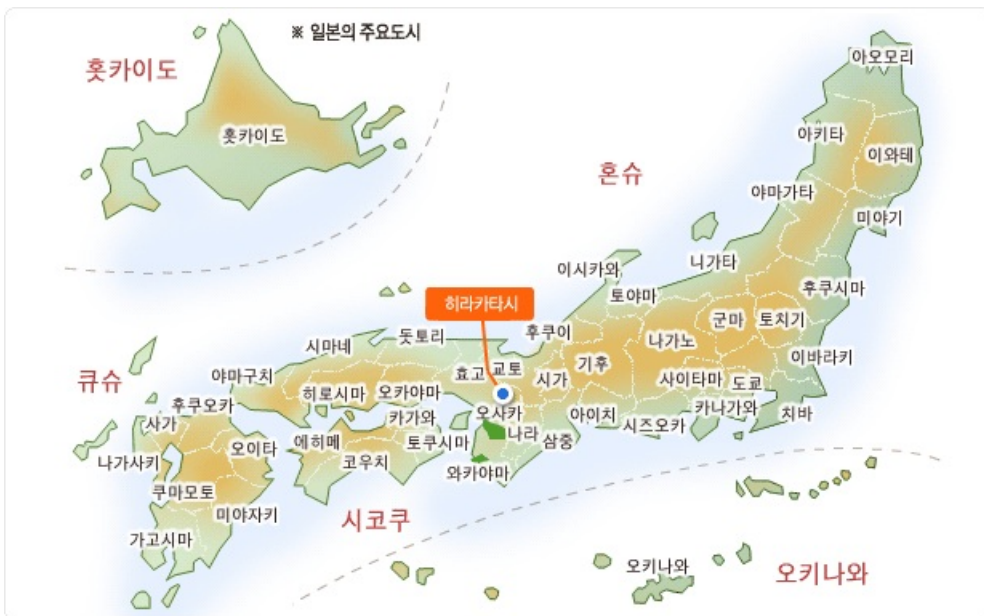 ※ 일본의 주요도시
홋카이도
홋카이도
아오모리
아키타
이와테
혼슈
야마가타
미야기
이시카와
니가타
토야마
후쿠시마
히라카타시
후쿠이
군마
토치기
돗토리
나가노
시마네
이바라키
기후
큐슈
야마구치
효고
교토
시가
사이타마
도쿄
히로시마
오카야마
후쿠오카
카나가와
치바
사가
카가와
오사카
아이치
시즈오카
에히메
토쿠시마
나라
삼중
나가사키
오이타
코우치
와카야마
쿠마모토
미야자키
시코쿠
가고시마
오키나와
오키나와